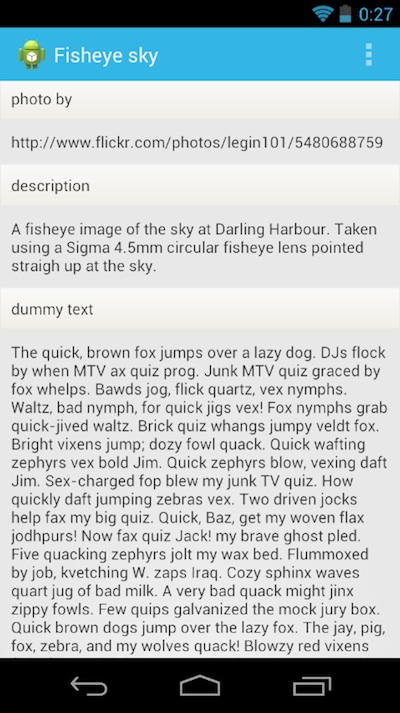 0:27
Fisheye sky
photo by
http://www.flickr.com/photos/legin101/5480688759
description
A fisheye image of the sky at Darling Harbour. Taken
using a Sigma 4.5mm circular fisheye lens pointed
straigh up at the sky.
dummy text
The quick, brown fox jumps over a lazy dog. DJs flock
by when MTV ax quiz prog. Junk MTV quiz graced by
fox whelps. Bawds jog, flick quartz, vex nymphs.
Waltz, bad nymph, for quick jigs vex! Fox nymphs grab
quick-jived waltz. Brick quiz whangs jumpy veldt fox.
Bright vixens jump; dozy fowl quack. Quick wafting
zephyrs vex bold Jim. Quick zephyrs blow, vexing daft
Jim. Sex-charged fop blew my junk TV quiz. How
quickly daft jumping zebras vex. Two driven jocks
help fax my big quiz. Quick, Baz, get my woven flax
jodhpurs! Now fax quiz Jack! my brave ghost pled.
Five quacking zephyrs jolt my wax bed. Flummoxed
by job, kvetching W. zaps Iraq. Cozy sphinx waves
quart jug of bad milk. A very bad quack might jinx
zippy fowls. Few quips galvanized the mock jury box.
Quick brown dogs jump over the lazy fox. The jay, pig,
fox, zebra, and my wolves quack! Blowzy red vixens